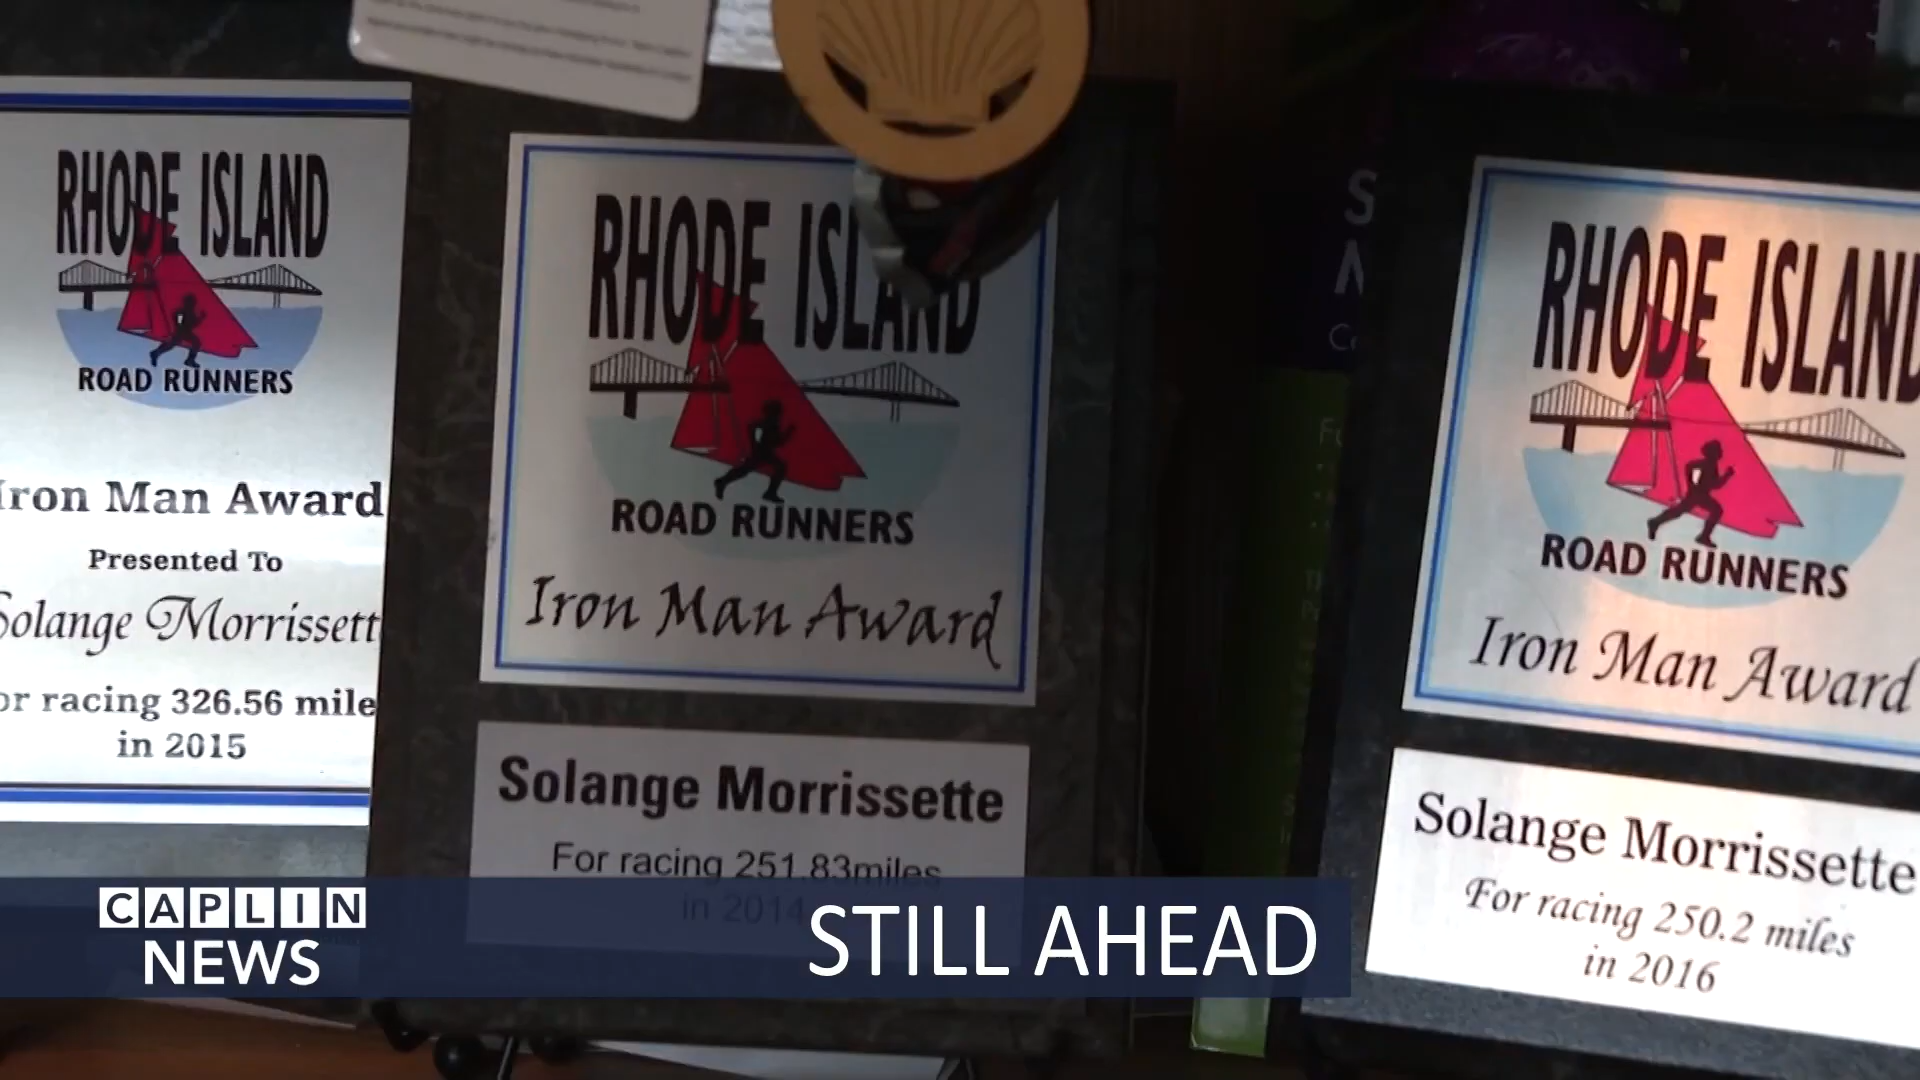 RHODE ISLAND
ROAD RUNNERS
Iron Man Award
Presented To
Solange Morrissett
or racing 326.56 mile
in 2015
RHODE ISLAND
ROAD RUNNERS
Iron Man Award
Solange Morrissette
For racing 251.83miles
in 2014
RHODE ISLAND
ROAD RUNNERS
Iron Man Award
Solange Morrissette
For racing 250.2 miles
in 2016
CAPLIN
NEWS
STILL AHEAD